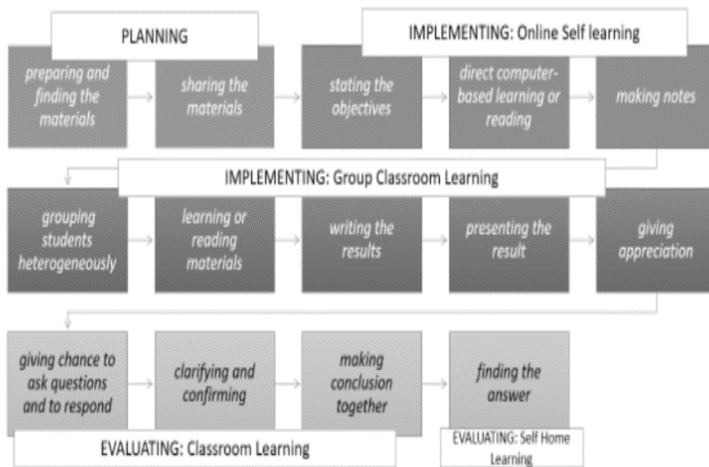 PLANNING
IMPLEMENTING: Online Self learning
preparing and
finding the
materials
sharing the
materials
stating the
objectives
direct computer-
based learning or
reading
making notes
IMPLEMENTING: Group Classroom Learning
grouping
students
heterogeneously
learning or
reading
materials
writing the
results
presenting the
result
giving
appreciation
giving chance to
ask questions
and to respond
clarifying and
confirming
making
conclusion
together
finding the
answer
EVALUATING: Classroom Learning
EVALUATING: Self Home
Learning